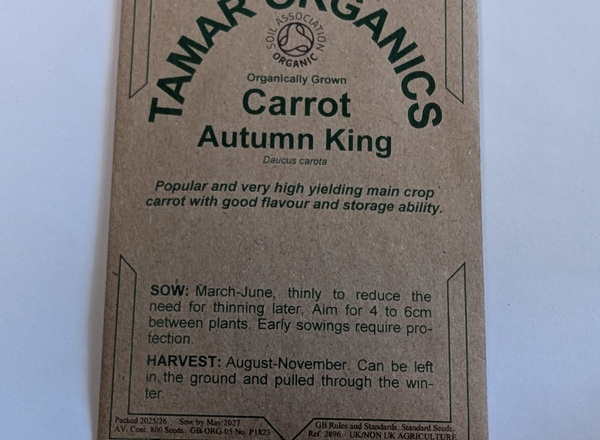 TAMAR ORGANICS
SOIL ASSOCIATION
ORGANIC
Organically Grown
Carrot
Autumn King
Daucus carota
Popular and very high yielding main crop
carrot with good flavour and storage ability.
SOW: March-June, thinly to reduce the
need for thinning later. Aim for 4 to 6cm
between plants. Early sowings require pro-
tection.
HARVEST: August-November. Can be left
in the ground and pulled through the win-
ter.
Packed 2025/26 Sow by May 2027
AV. Cont. 800 Seeds. GB-ORG-05 No. P1823
GB Rules and Standards. Standard Seeds.
Ref. 2896. UK/NON UK AGRICULTURE